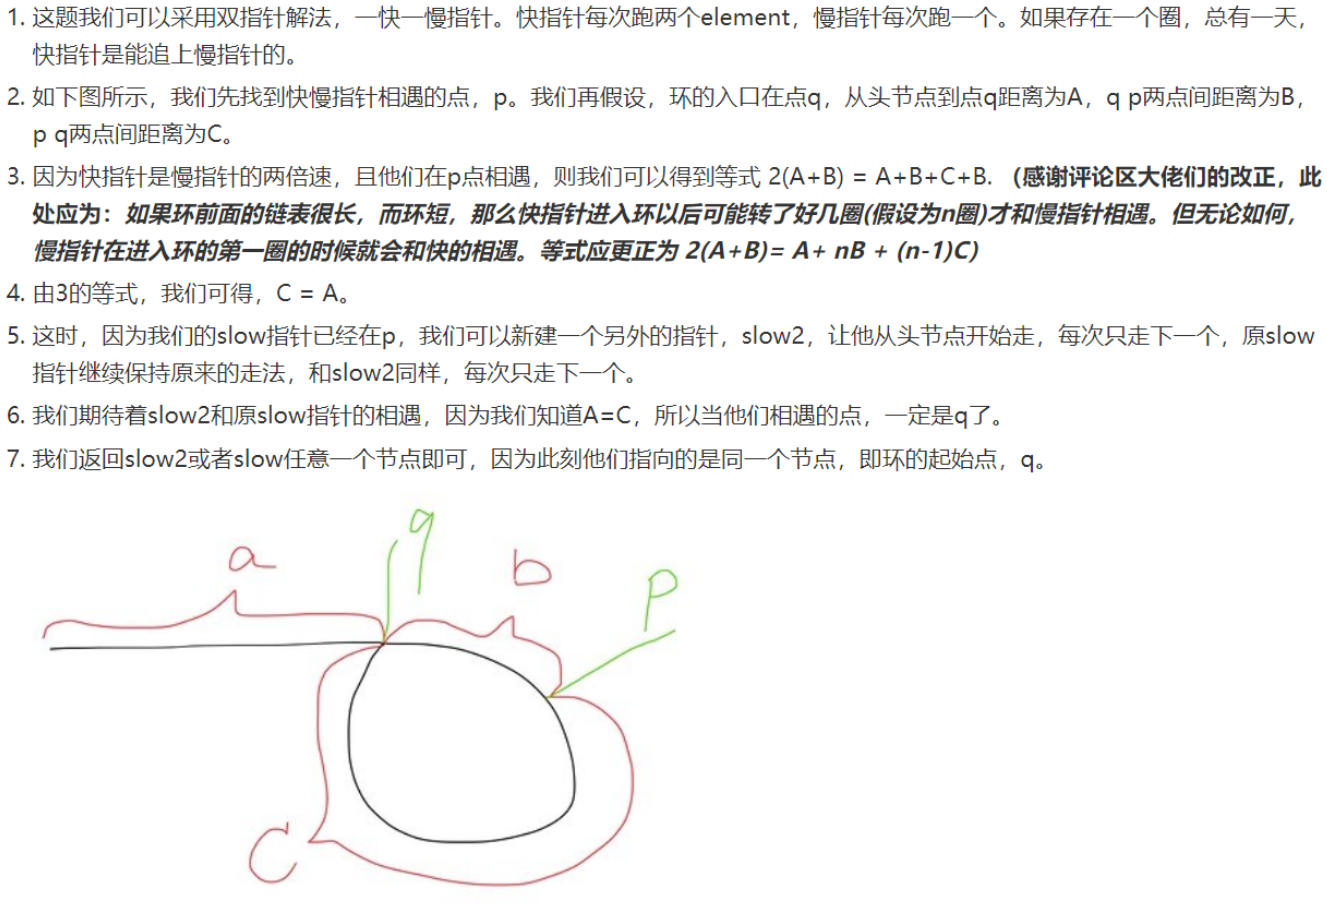 1. 这题我们可以采用双指针解法，一快一慢指针。快指针每次跑两个element，慢指针每次跑一个。如果存在一个圈，总有一天，
快指针是能追上慢指针的。
2. 如下图所示，我们先找到快慢指针相遇的点，p。我们再假设，环的入口在点q，从头节点到点q距离为A，q p两点间距离为B，
p q两点间距离为C。
3. 因为快指针是慢指针的两倍速，且他们在p点相遇，则我们可以得到等式 2(A+B) = A+B+C+B. （感谢评论区大佬们的改正，此
处应为：如果环前面的链表很长，而环短，那么快指针进入环以后可能转了好几圈(假设为n圈)才和慢指针相遇。但无论如何，
慢指针在进入环的第一圈的时候就会和快的相遇。等式应更正为 2(A+B)= A+ nB + (n-1)C）
4. 由3的等式，我们可得，C = A。
5. 这时，因为我们的slow指针已经在p，我们可以新建一个另外的指针，slow2，让他从头节点开始走，每次只走下一个，原slow
指针继续保持原来的走法，和slow2同样，每次只走下一个。
6. 我们期待着slow2和原slow指针的相遇，因为我们知道A=C，所以当他们相遇的点，一定是q了。
7. 我们返回slow2或者slow任意一个节点即可，因为此刻他们指向的是同一个节点，即环的起始点，q。
q
a
b
p
C